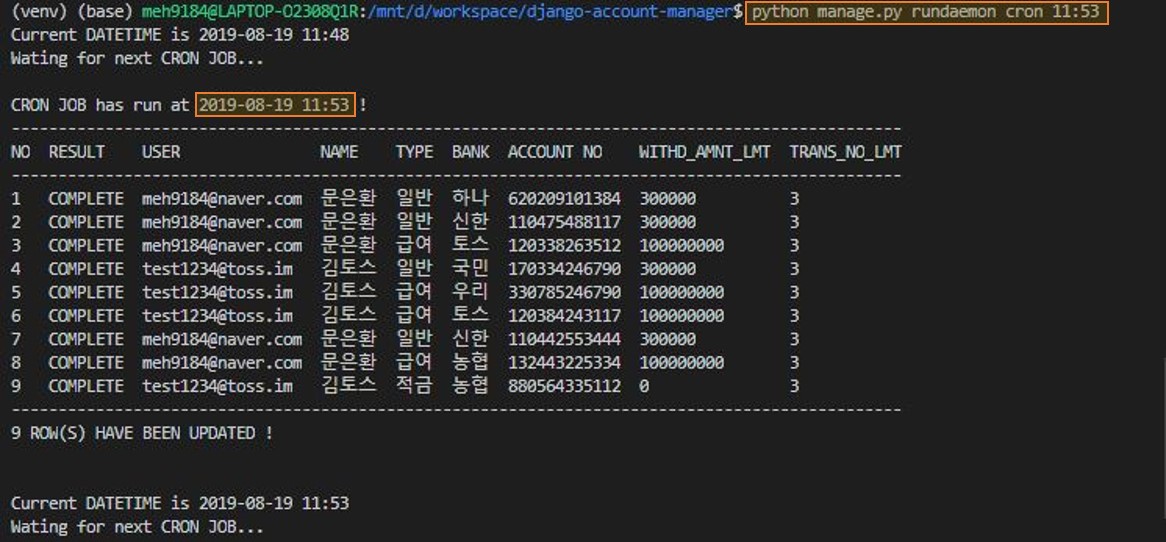 (venv) (base) meh9184@LAPTOP-O2308Q1R:/mnt/d/workspace/django-account-manager$ python manage.py rundaemon cron 11:53
Current DATETIME is 2019-08-19 11:48
Wating for next CRON JOB...
CRON JOB has run at 2019-08-19 11:53 !
-----------------------------------------------------------------------------------------------
NO RESULT USER NAME TYPE BANK ACCOUNT NO WITHD_AMNT_LMT TRANS_NO_LMT
-----------------------------------------------------------------------------------------------
1 COMPLETE meh9184@naver.com 문은환 일반 하나 620209101384 300000 3
2 COMPLETE meh9184@naver.com 문은환 일반 신한 110475488117 300000 3
3 COMPLETE meh9184@naver.com 문은환 급여 토스 120338263512 100000000 3
4 COMPLETE test1234@toss.im 김토스 일반 국민 170334246790 300000 3
5 COMPLETE test1234@toss.im 김토스 급여 우리 330785246790 100000000 3
6 COMPLETE test1234@toss.im 김토스 급여 토스 120384243117 100000000 3
7 COMPLETE meh9184@naver.com 문은환 일반 신한 110442553444 300000 3
8 COMPLETE meh9184@naver.com 문은환 급여 농협 132443225334 100000000 3
9 COMPLETE test1234@toss.im 김토스 적금 농협 880564335112 0 3
-----------------------------------------------------------------------------------------------
9 ROW(S) HAVE BEEN UPDATED !
Current DATETIME is 2019-08-19 11:53
Wating for next CRON JOB...